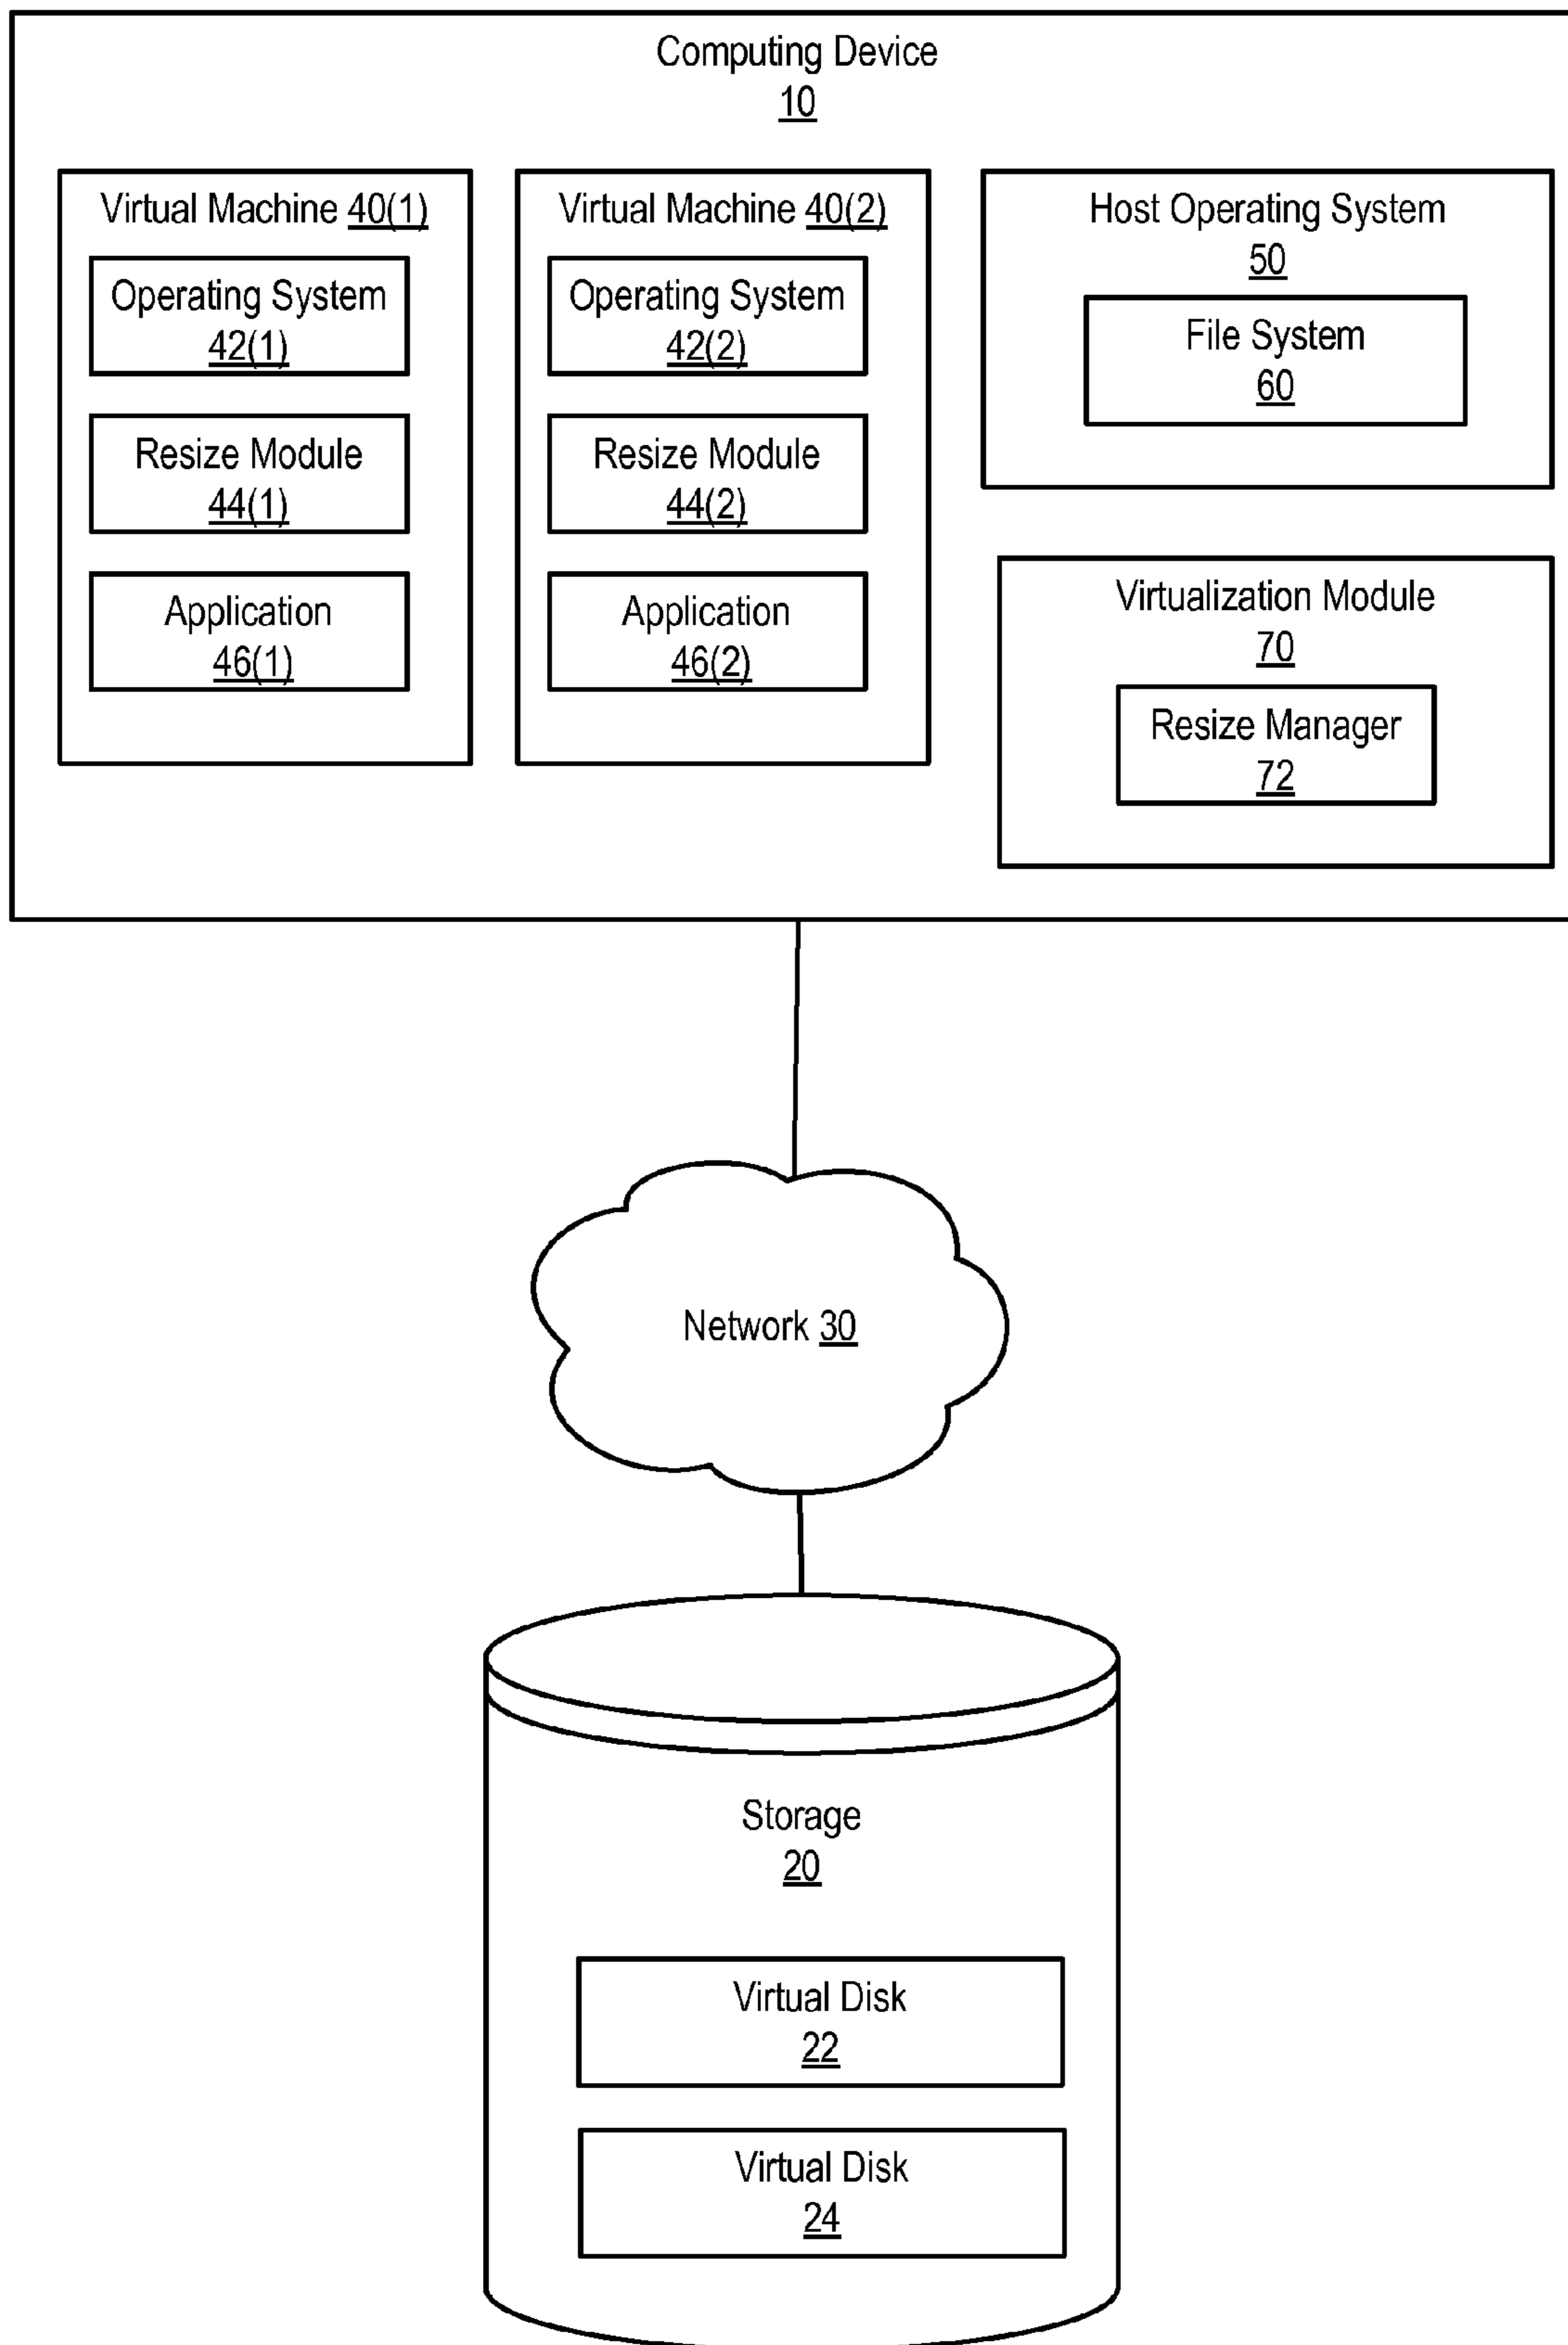 Computing Device
10
Virtual Machine 40(1)
Operating System
42(1)
Resize Module
44(1)
Application
46(1)
Virtual Machine 40(2)
Operating System
42(2)
Resize Module
44(2)
Application
46(2)
Host Operating System
50
File System
60
Virtualization Module
70
Resize Manager
72
Network 30
Storage
20
Virtual Disk
22
Virtual Disk
24